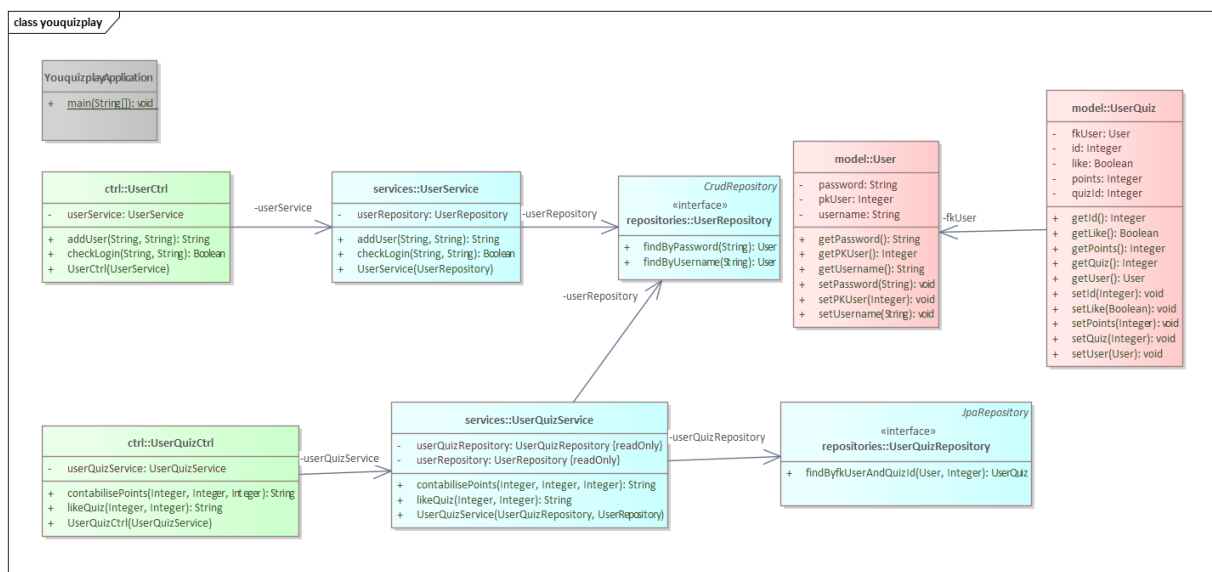 class youquizplay
YouquizplayApplication
+ main(String[]): void
ctrl::UserCtrl
- userService: UserService
+ addUser(String, String): String
+ checkLogin(String, String): Boolean
+ UserCtrl(UserService)
-userService
services::UserService
- userRepository: UserRepository
+ addUser(String, String): String
+ checkLogin(String, String): Boolean
+ UserService(UserRepository)
-userRepository
CrudRepository
«interface»
repositories::UserRepository
+ findByPassword(String): User
+ findByUsername(String): User
-userRepository
model::User
- password: String
- pkUser: Integer
- username: String
+ getPassword(): String
+ getPKUser(): Integer
+ getUsername(): String
+ setPassword(String): void
+ setPKUser(Integer): void
+ setUsername(String): void
-fkUser
model::UserQuiz
- fkUser: User
- id: Integer
- like: Boolean
- points: Integer
- quizId: Integer
+ getId(): Integer
+ getLike(): Boolean
+ getPoints(): Integer
+ getQuiz(): Integer
+ getUser(): User
+ setId(Integer): void
+ setLike(Boolean): void
+ setPoints(Integer): void
+ setQuiz(Integer): void
+ setUser(User): void
ctrl::UserQuizCtrl
- userQuizService: UserQuizService
+ contabilisePoints(Integer, Integer, Integer): String
+ likeQuiz(Integer, Integer): String
+ UserQuizCtrl(UserQuizService)
-userQuizService
services::UserQuizService
- userQuizRepository: UserQuizRepository {readOnly}
- userRepository: UserRepository {readOnly}
+ contabilisePoints(Integer, Integer, Integer): String
+ likeQuiz(Integer, Integer): String
+ UserQuizService(UserQuizRepository, UserRepository)
-userQuizRepository
JpaRepository
«interface»
repositories::UserQuizRepository
+ findByfkUserAndQuizId(User, Integer): UserQuiz